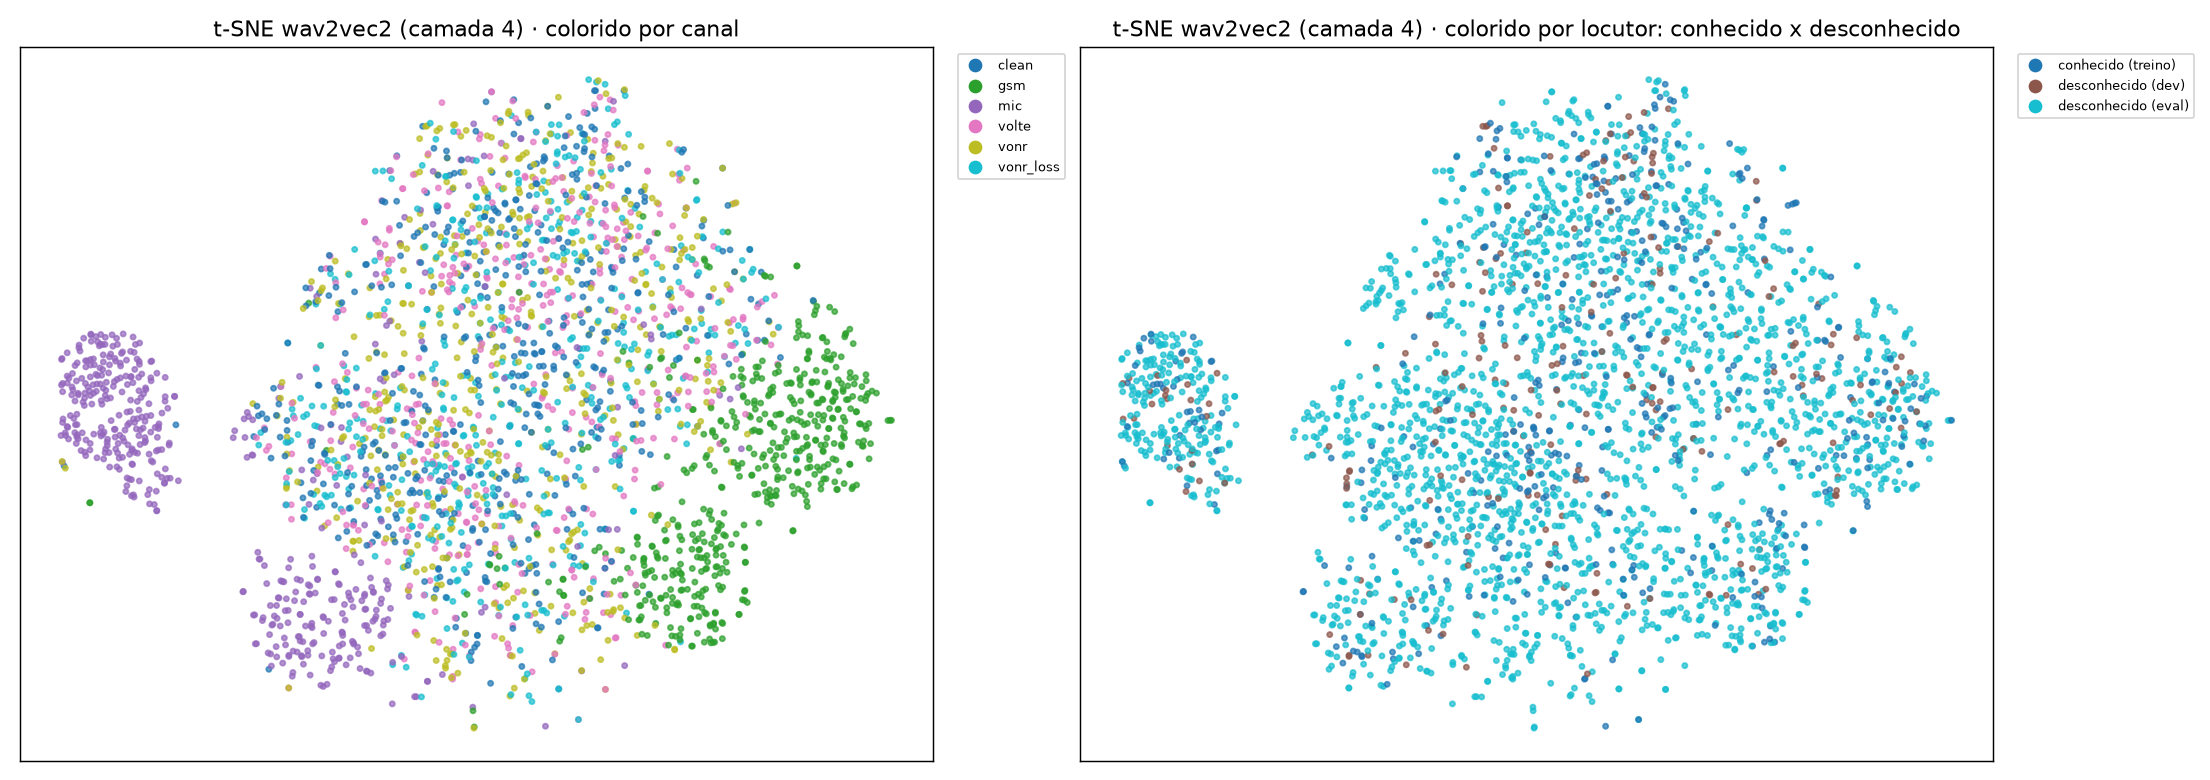 t-SNE wav2vec2 (camada 4) · colorido por canal
clean
gsm
mic
volte
vonr
vonr_loss
t-SNE wav2vec2 (camada 4) · colorido por locutor: conhecido x desconhecido
conhecido (treino)
desconhecido (dev)
desconhecido (eval)